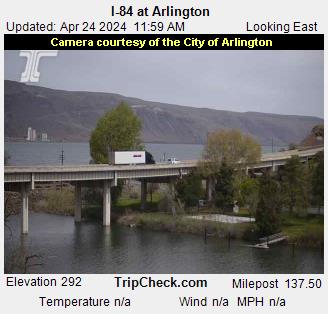 I-84 at Arlington
Updated: Apr 24 2024 11:59 AM Looking East
Camera courtesy of the City of Arlington
Elevation 292 TripCheck.com Milepost 137.50
Temperature n/a Wind n/a MPH n/a